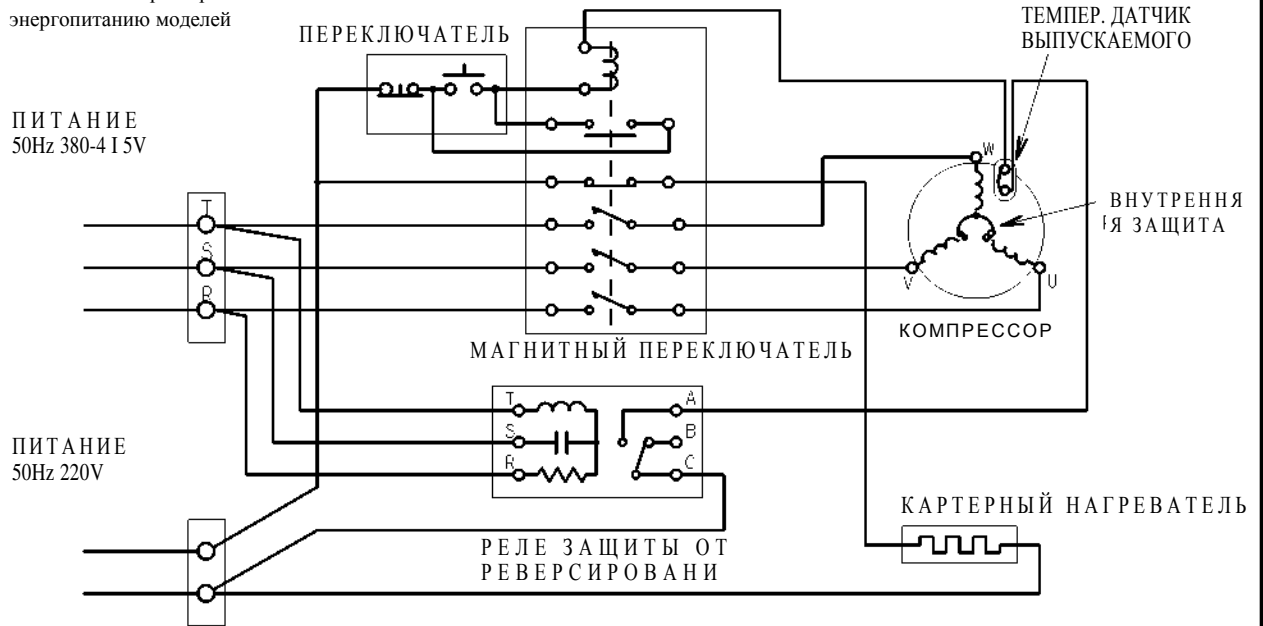 энергопитанию моделей
ПЕРЕКЛЮЧАТЕЛЬ
ТЕМПЕР. ДАТЧИК
ВЫПУСКАЕМОГО
ПИТАНИЕ
50Hz 380-4 I 5V
W
ВНУТРЕННЯ
Я ЗАЩИТА
T
S
R
V
U
КОМПРЕССОР
МАГНИТНЫЙ ПЕРЕКЛЮЧАТЕЛЬ
T
A
S
B
R
C
ПИТАНИЕ
50Hz 220V
КАРТЕРНЫЙ НАГРЕВАТЕЛЬ
РЕЛЕ ЗАЩИТЫ ОТ
РЕВЕРСИРОВАНИ